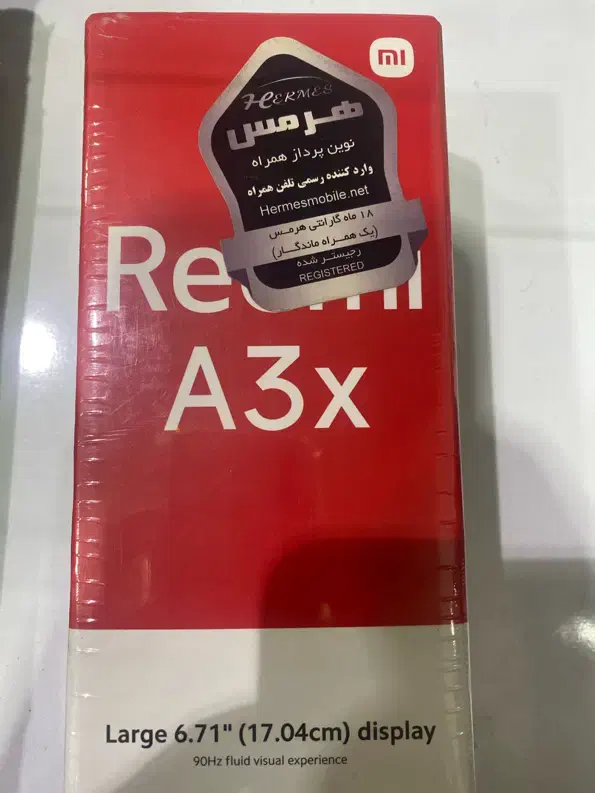 mi
HERMES
هرمس
نوین پرداز همراه
وارد کننده رسمی تلفن همراه
Hermesmobile.net
۱۸ ماه گارانتی هرمس
(یک همراه ماندگار)
رجیستر شده
REGISTERED
Redmi
A3x
Large 6.71" (17.04cm) display
90Hz fluid visual experience